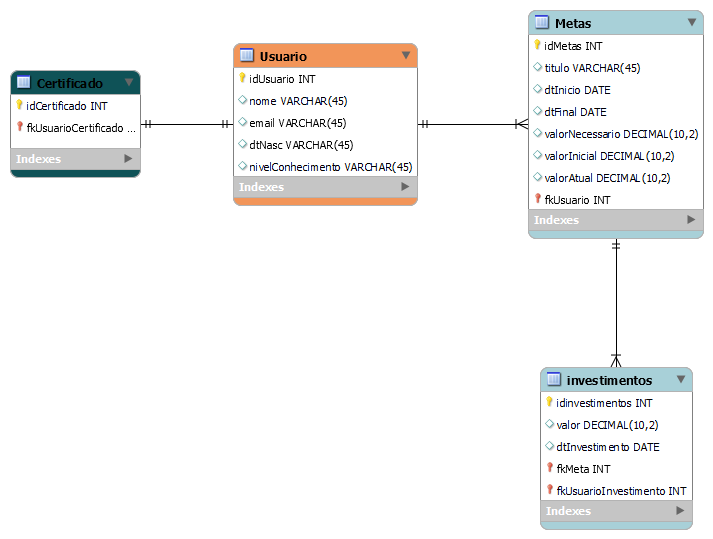 Certificado
idCertificado INT
fkUsuarioCertificado ...
Indexes
Usuario
idUsuario INT
nome VARCHAR(45)
email VARCHAR(45)
dtNasc VARCHAR(45)
nivelConhecimento VARCHAR(45)
Indexes
Metas
idMetas INT
titulo VARCHAR(45)
dtInicio DATE
dtFinal DATE
valorNecessario DECIMAL(10,2)
valorInicial DECIMAL(10,2)
valorAtual DECIMAL(10,2)
fkUsuario INT
Indexes
investimentos
idinvestimentos INT
valor DECIMAL(10,2)
dtInvestimento DATE
fkMeta INT
fkUsuarioInvestimento INT
Indexes